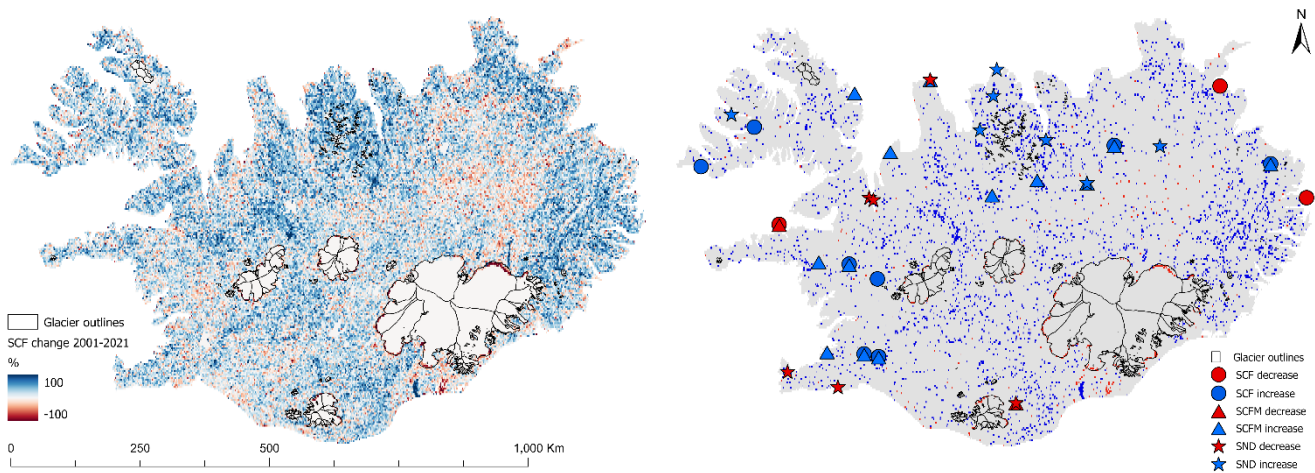 N
Glacier outlines
SCF change 2001-2021
%
100
-100
0 250 500 1,000 Km
Glacier outlines
SCF decrease
SCF increase
SCFM decrease
SCFM increase
SND decrease
SND increase